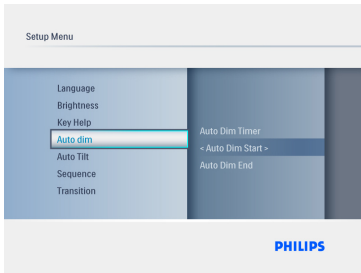 Setup Menu
Language
Brightness
Key Help
Auto dim
Auto Tilt
Sequence
Transition
Auto Dim Timer
< Auto Dim Start >
Auto Dim End
PHILIPS